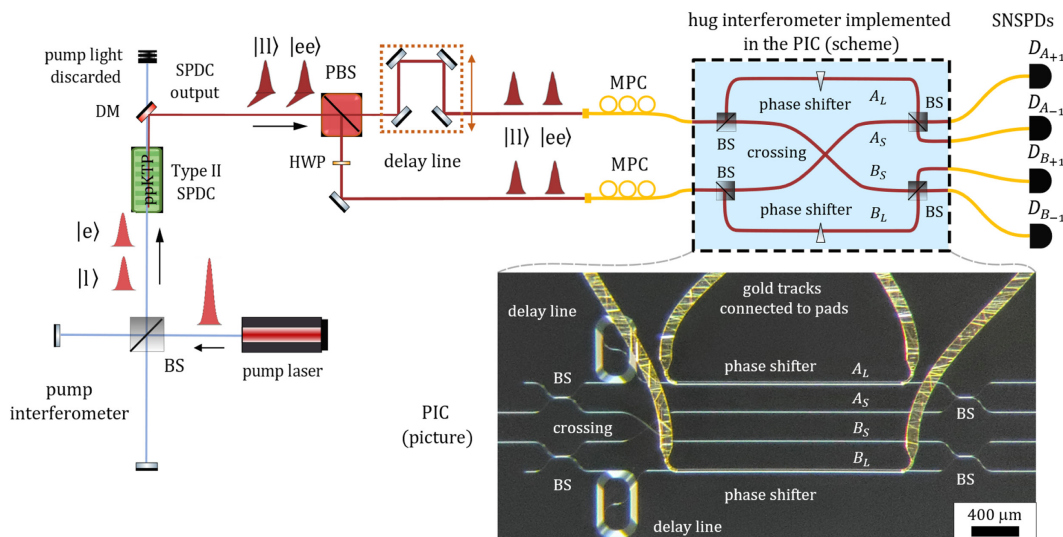 pump light
discarded
DM
SPDC
output
|ll⟩ |ee⟩
PBS
delay line
HWP
|ll⟩ |ee⟩
MPC
MPC
ppKTP
Type II
SPDC
|e⟩
|l⟩
BS
pump laser
pump
interferometer
hug interferometer implemented
in the PIC (scheme)
SNSPDs
phase shifter
A_L
BS
BS
crossing
A_S
B_S
BS
BS
phase shifter
B_L
D_{A+1}
D_{A−1}
D_{B+1}
D_{B−1}
PIC
(picture)
delay line
gold tracks
connected to pads
BS
phase shifter
A_L
A_S
BS
crossing
B_S
B_L
BS
phase shifter
BS
delay line
400 μm